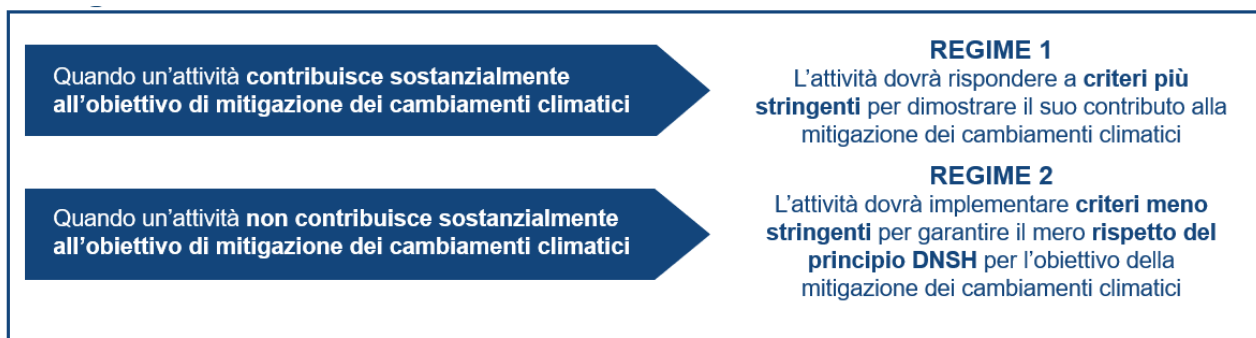 Quando un'attività contribuisce sostanzialmente
all'obiettivo di mitigazione dei cambiamenti climatici
REGIME 1
L'attività dovrà rispondere a criteri più
stringenti per dimostrare il suo contributo alla
mitigazione dei cambiamenti climatici
Quando un'attività non contribuisce sostanzialmente
all'obiettivo di mitigazione dei cambiamenti climatici
REGIME 2
L'attività dovrà implementare criteri meno
stringenti per garantire il mero rispetto del
principio DNSH per l'obiettivo della
mitigazione dei cambiamenti climatici